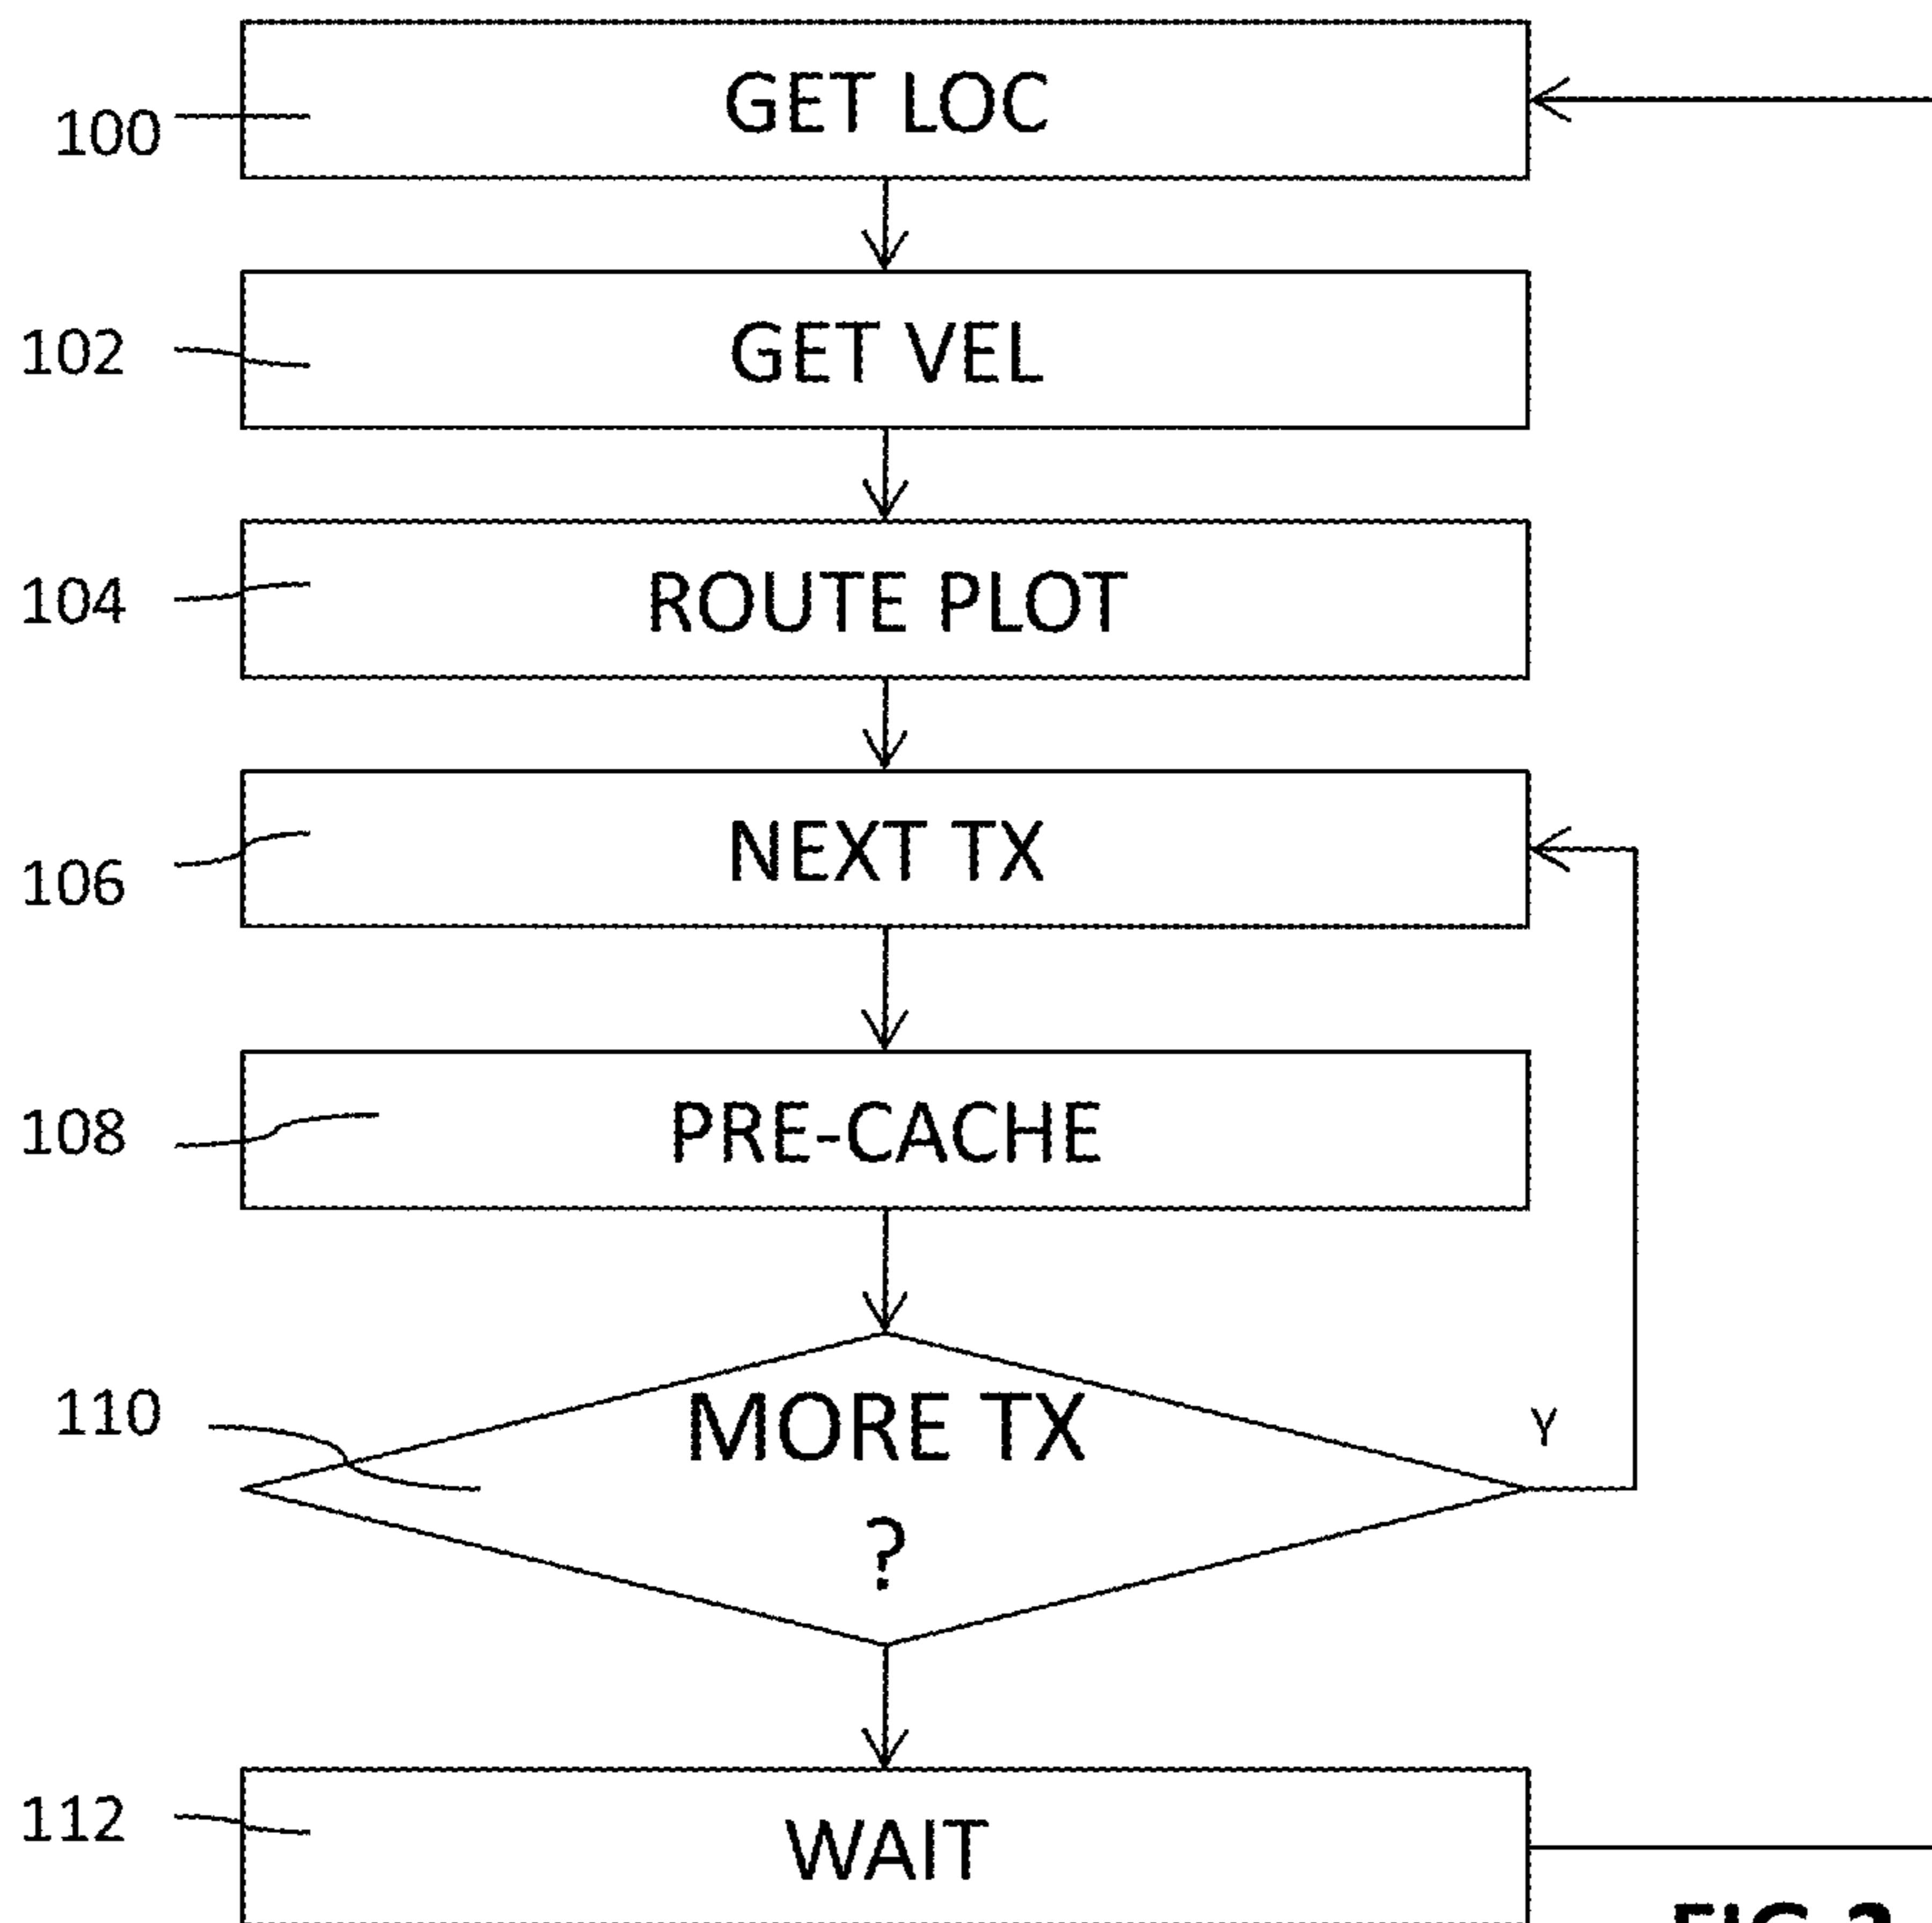 GET LOC
100
GET VEL
102
ROUTE PLOT
104
NEXT TX
106
PRE-CACHE
108
MORE TX
?
110
Y
WAIT
112